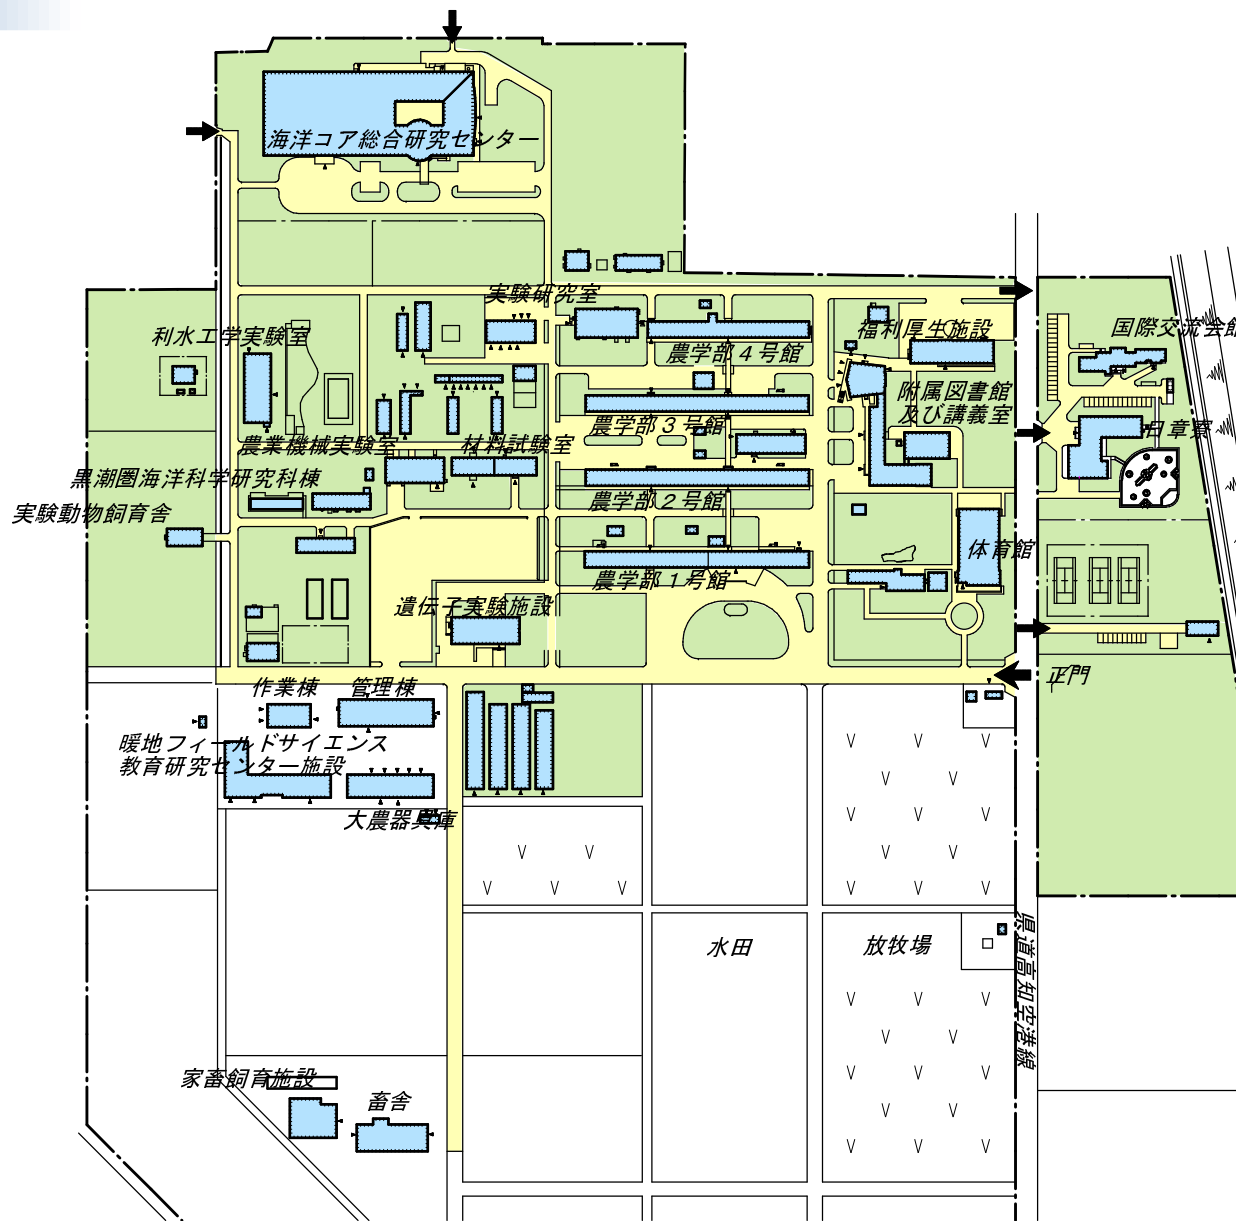 海洋コア総合研究センター
実験研究室
利水工学実験室
農学部４号館
福利厚生施設
国際交流会館
附属図書館
及び講義室
農学部３号館
農業機械実験室
材料試験室
日章寮
黒潮圏海洋科学研究科棟
実験動物飼育舎
農学部２号館
体育館
農学部１号館
遺伝子実験施設
正門
作業棟
管理棟
暖地フィールドサイエンス
教育研究センター施設
大農器具庫
水田
放牧場
県道高知空港線
家畜飼育施設
畜舎